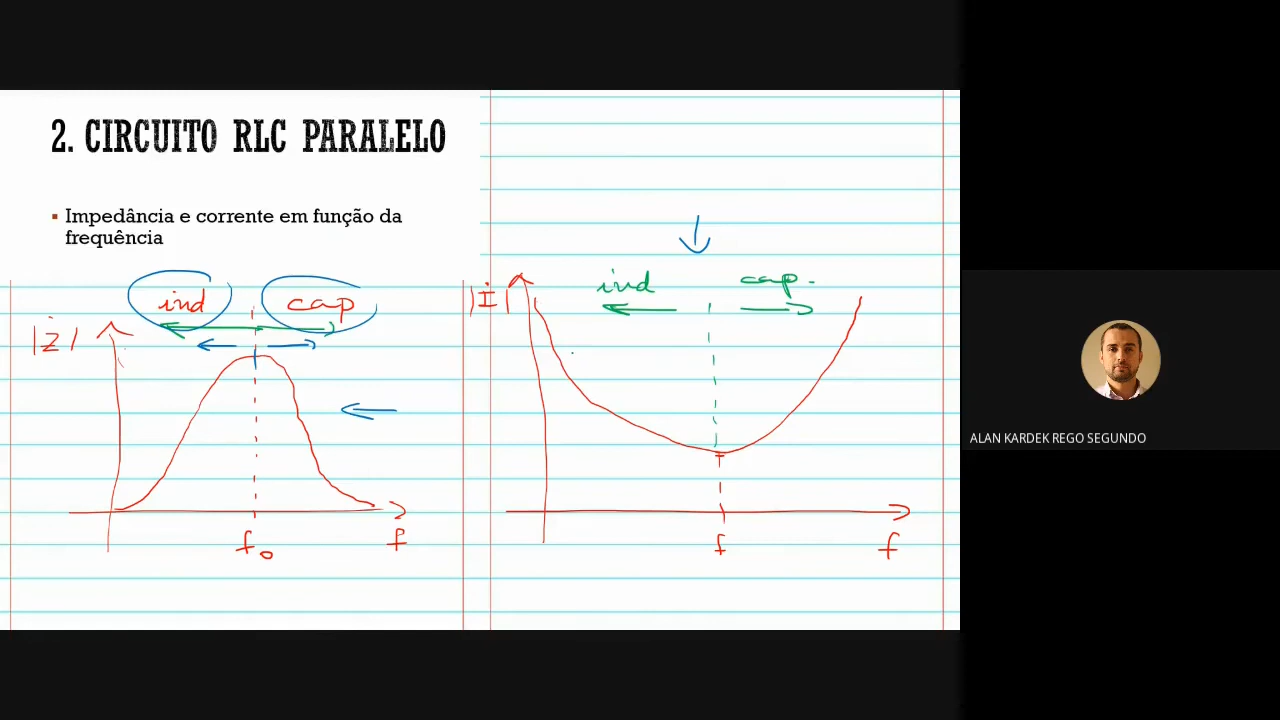 2. CIRCUITO RLC PARALELO
▪ Impedância e corrente em função da
frequência
ind cap
|Ż|
f₀ f
|İ|
ind cap.
f f
ALAN KARDEK REGO SEGUNDO